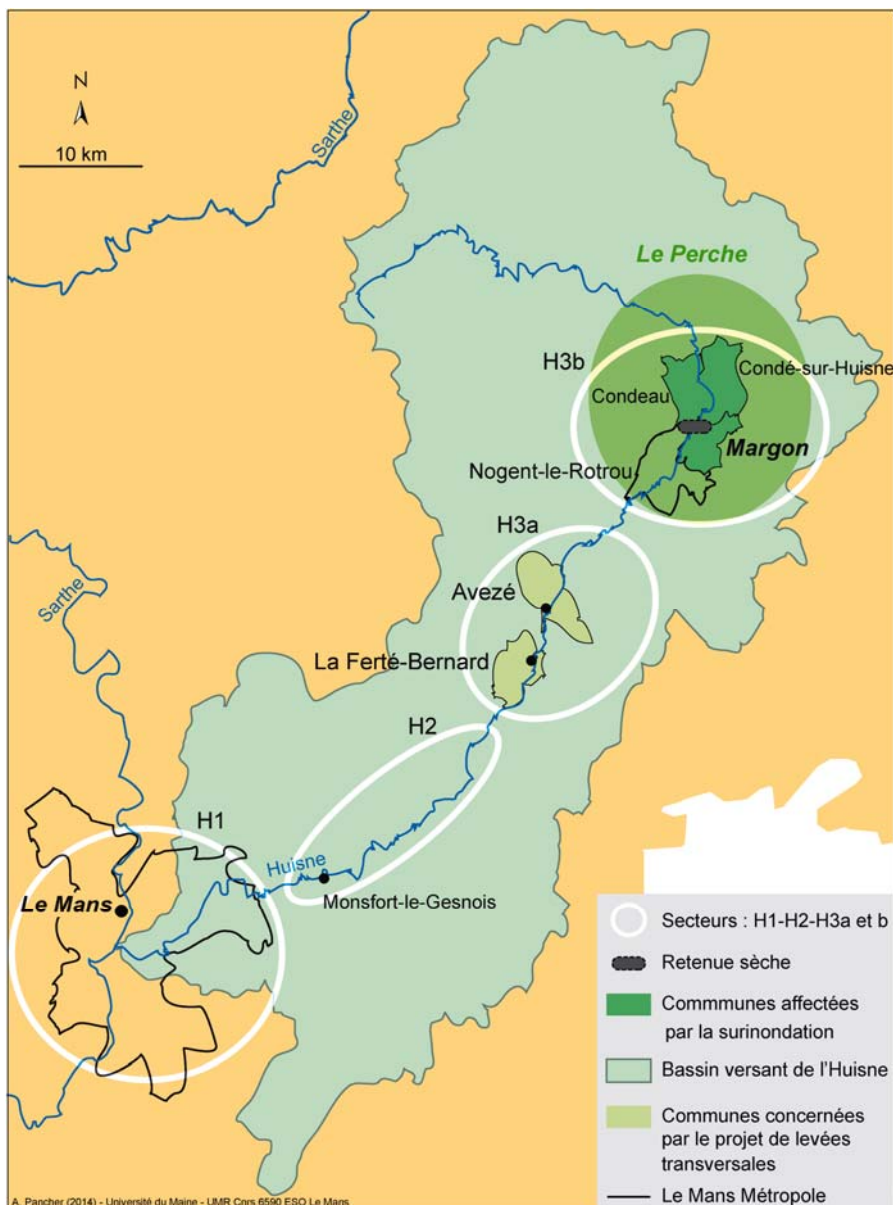 N
10 km
Sarthe
Le Perche
H3b
Condé-sur-Huisne
Condeau
Margon
Nogent-le-Rotrou
H3a
Avezé
Sarthe
La Ferté-Bernard
H2
H1
Huisne
Le Mans
Monsfort-le-Gesnois
Secteurs : H1-H2-H3a et b
Retenue sèche
Commmunes affectées
par la surinondation
Bassin versant de l'Huisne
Communes concernées
par le projet de levées
transversales
Le Mans Métropole
A. Pancher (2014) - Université du Maine - UMR Cnrs 6590 ESO Le Mans